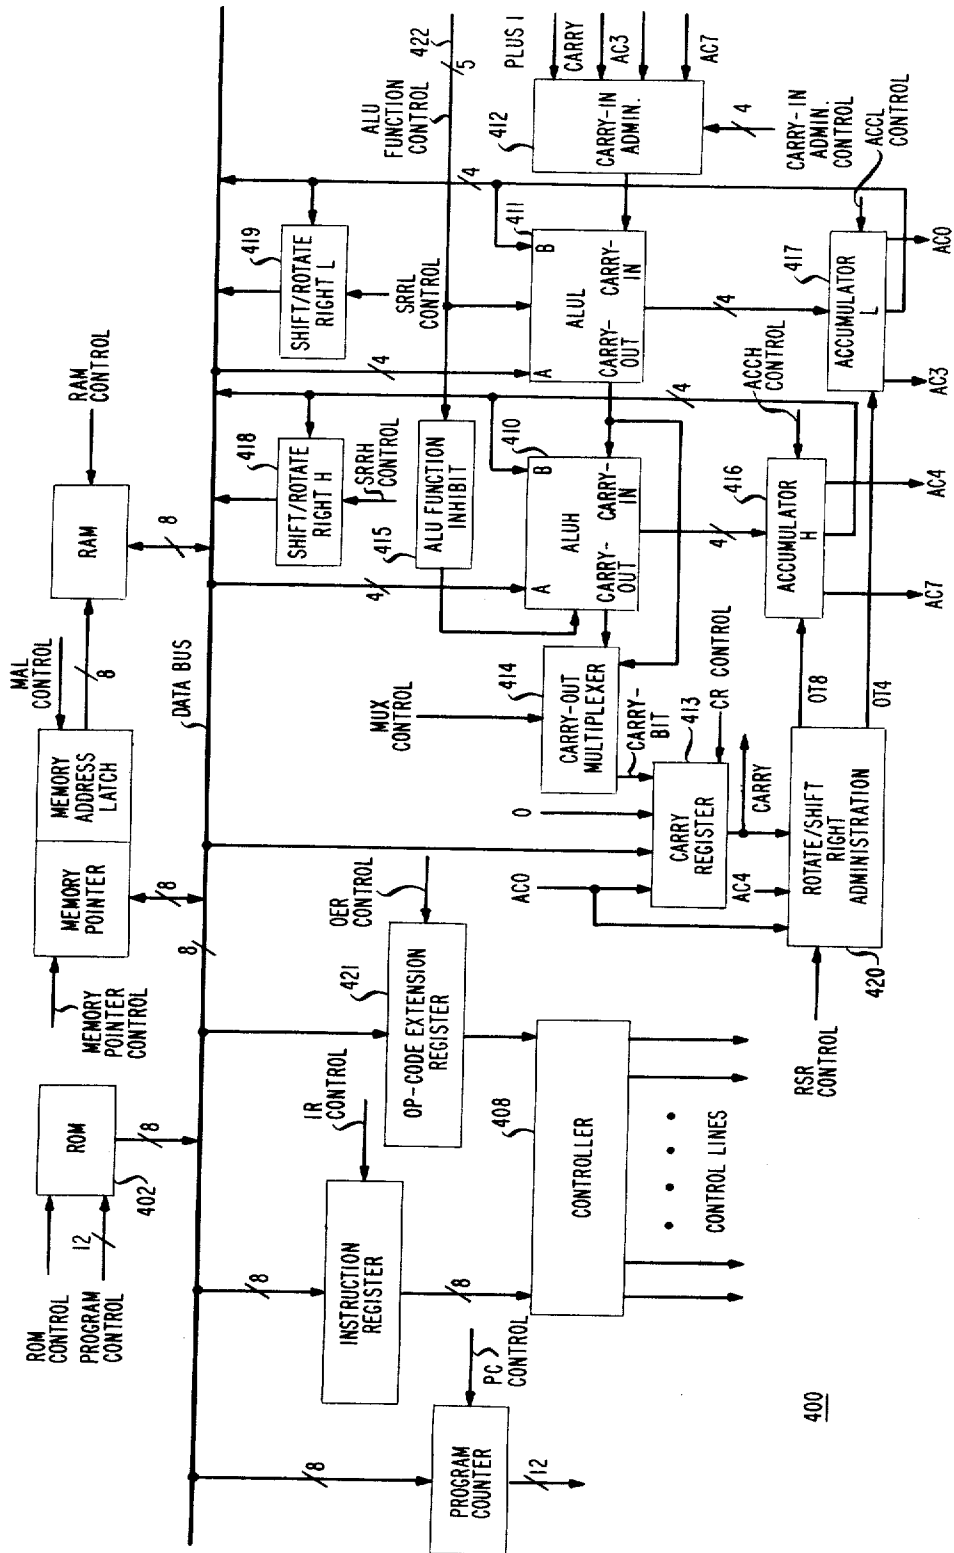 ROM
CONTROL
PROGRAM
CONTROL
12
ROM
402
8
MEMORY
POINTER
CONTROL
MEMORY
POINTER
MEMORY
ADDRESS
LATCH
MAL
CONTROL
8
8
RAM
RAM
CONTROL
8
8
DATA BUS
8
PROGRAM
COUNTER
12
PC
CONTROL
8
INSTRUCTION
REGISTER
IR
CONTROL
8
OP-CODE EXTENSION
REGISTER
421
OER
CONTROL
CONTROLLER
408
CONTROL LINES
AC0
0
MUX
CONTROL
CARRY-OUT
MULTIPLEXER
414
CARRY-
BIT
CARRY
REGISTER
413
CR CONTROL
CARRY
AC4
ROTATE/SHIFT
RIGHT
ADMINISTRATION
420
RSR
CONTROL
OT8
OT4
SHIFT/ROTATE
RIGHT H
418
SRRH
CONTROL
SHIFT/ROTATE
RIGHT L
419
SRRL
CONTROL
ALU
FUNCTION
CONTROL
422
5
ALU FUNCTION
INHIBIT
415
4
A
B
ALUH
CARRY-
OUT
CARRY-
IN
410
4
4
A
B
ALUL
CARRY-
OUT
CARRY-
IN
411
4
4
4
4
CARRY-IN
ADMIN.
412
PLUS 1
CARRY
AC3
AC7
4
CARRY-IN
ADMIN.
CONTROL
ACCL
CONTROL
ACCUMULATOR
H
416
ACCH
CONTROL
AC7
AC4
ACCUMULATOR
L
417
AC3
AC0
400